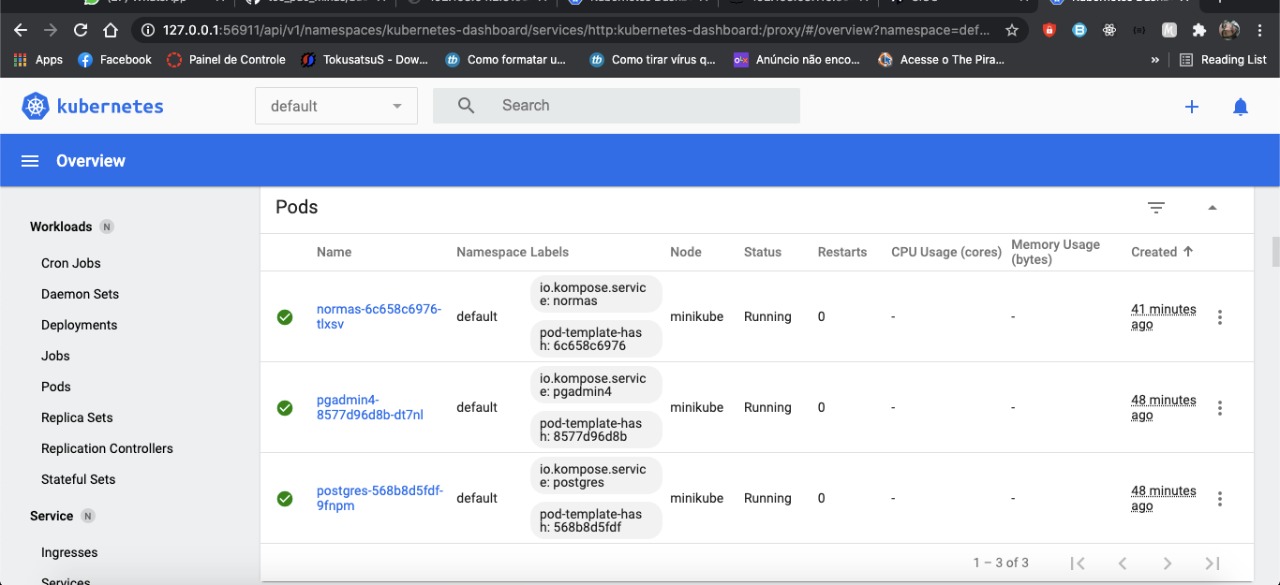 127.0.0.1:56911/api/v1/namespaces/kubernetes-dashboard/services/http:kubernetes-dashboard:/proxy/#/overview?namespace=def...
Apps
Facebook
Painel de Controle
TokusatsuS - Dow...
Como formatar u...
Como tirar vírus q...
Anúncio não enco...
Acesse o The Pira...
»
Reading List
kubernetes
default
Search
Overview
Workloads N
Cron Jobs
Daemon Sets
Deployments
Jobs
Pods
Replica Sets
Replication Controllers
Stateful Sets
Service N
Ingresses
Services
Pods
Name
Namespace
Labels
Node
Status
Restarts
CPU Usage (cores)
Memory Usage
(bytes)
Created
normas-6c658c6976-
tlxsv
default
io.kompose.servic
e: normas
pod-template-has
h: 6c658c6976
minikube
Running
0
-
-
41 minutes
ago
pgadmin4-
8577d96d8b-dt7nl
default
io.kompose.servic
e: pgadmin4
pod-template-has
h: 8577d96d8b
minikube
Running
0
-
-
48 minutes
ago
postgres-568b8d5fdf-
9fnpm
default
io.kompose.servic
e: postgres
pod-template-has
h: 568b8d5fdf
minikube
Running
0
-
-
48 minutes
ago
1 – 3 of 3